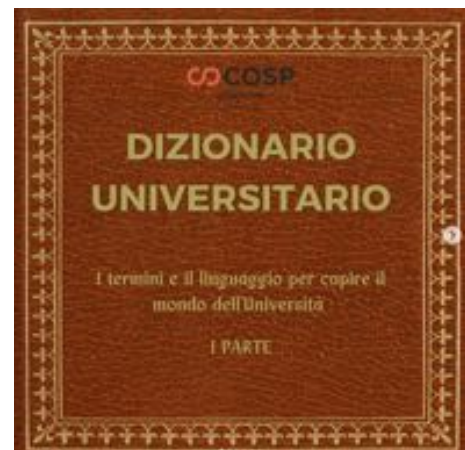 COSP
DIZIONARIO
UNIVERSITARIO
I termini e il linguaggio per capire il
mondo dell'Università
I PARTE